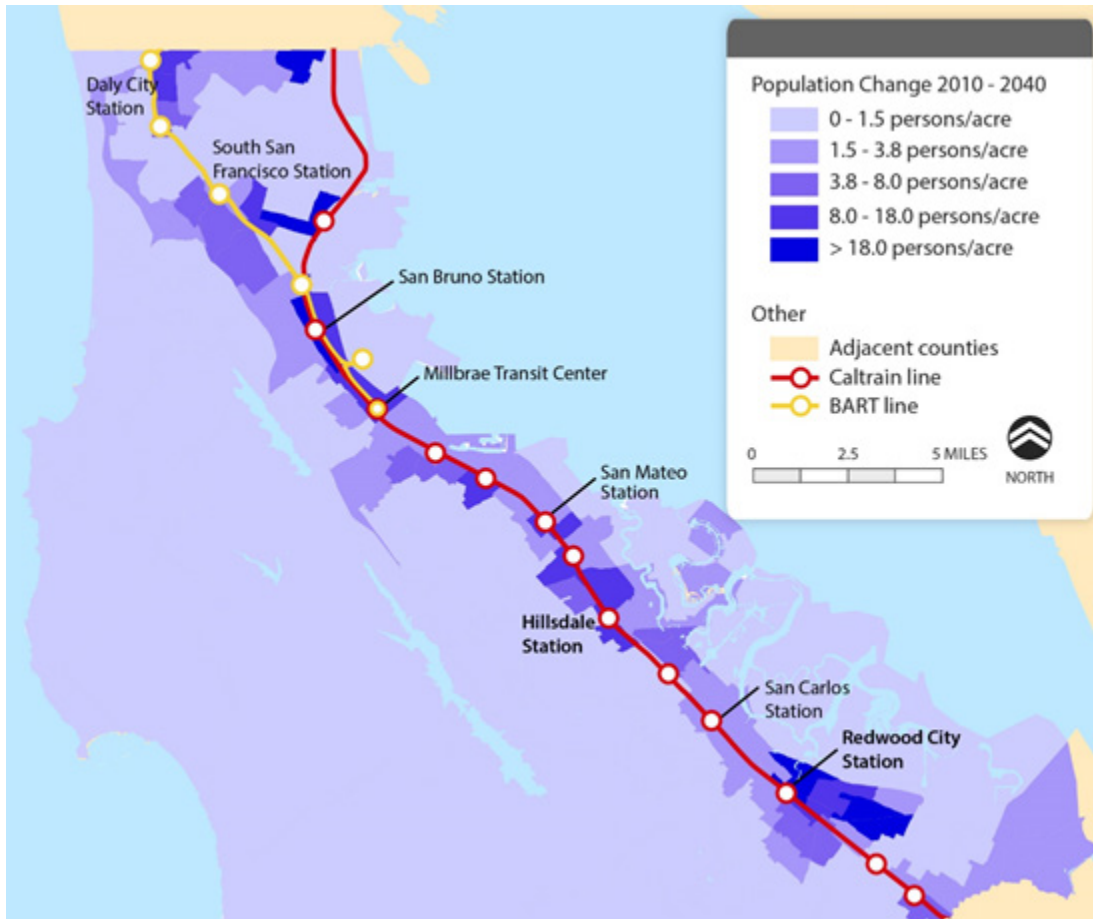 Daly City
Station
South San
Francisco Station
San Bruno Station
Millbrae Transit Center
San Mateo
Station
Hillsdale
Station
San Carlos
Station
Redwood City
Station
Population Change 2010 - 2040
0 - 1.5 persons/acre
1.5 - 3.8 persons/acre
3.8 - 8.0 persons/acre
8.0 - 18.0 persons/acre
> 18.0 persons/acre
Other
Adjacent counties
Caltrain line
BART line
0 2.5 5 MILES
NORTH